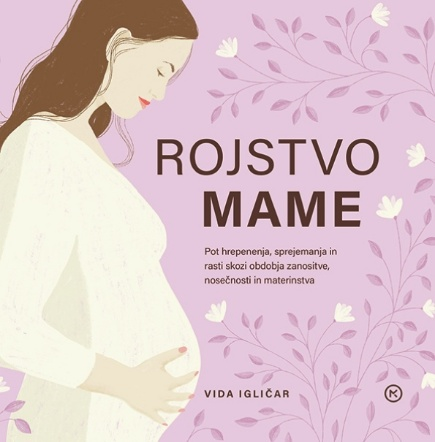 ROJSTVO
MAME
Pot hrepenenja, sprejemanja in
rasti skozi obdobja zanositve,
nosečnosti in materinstva
VIDA IGLIČAR